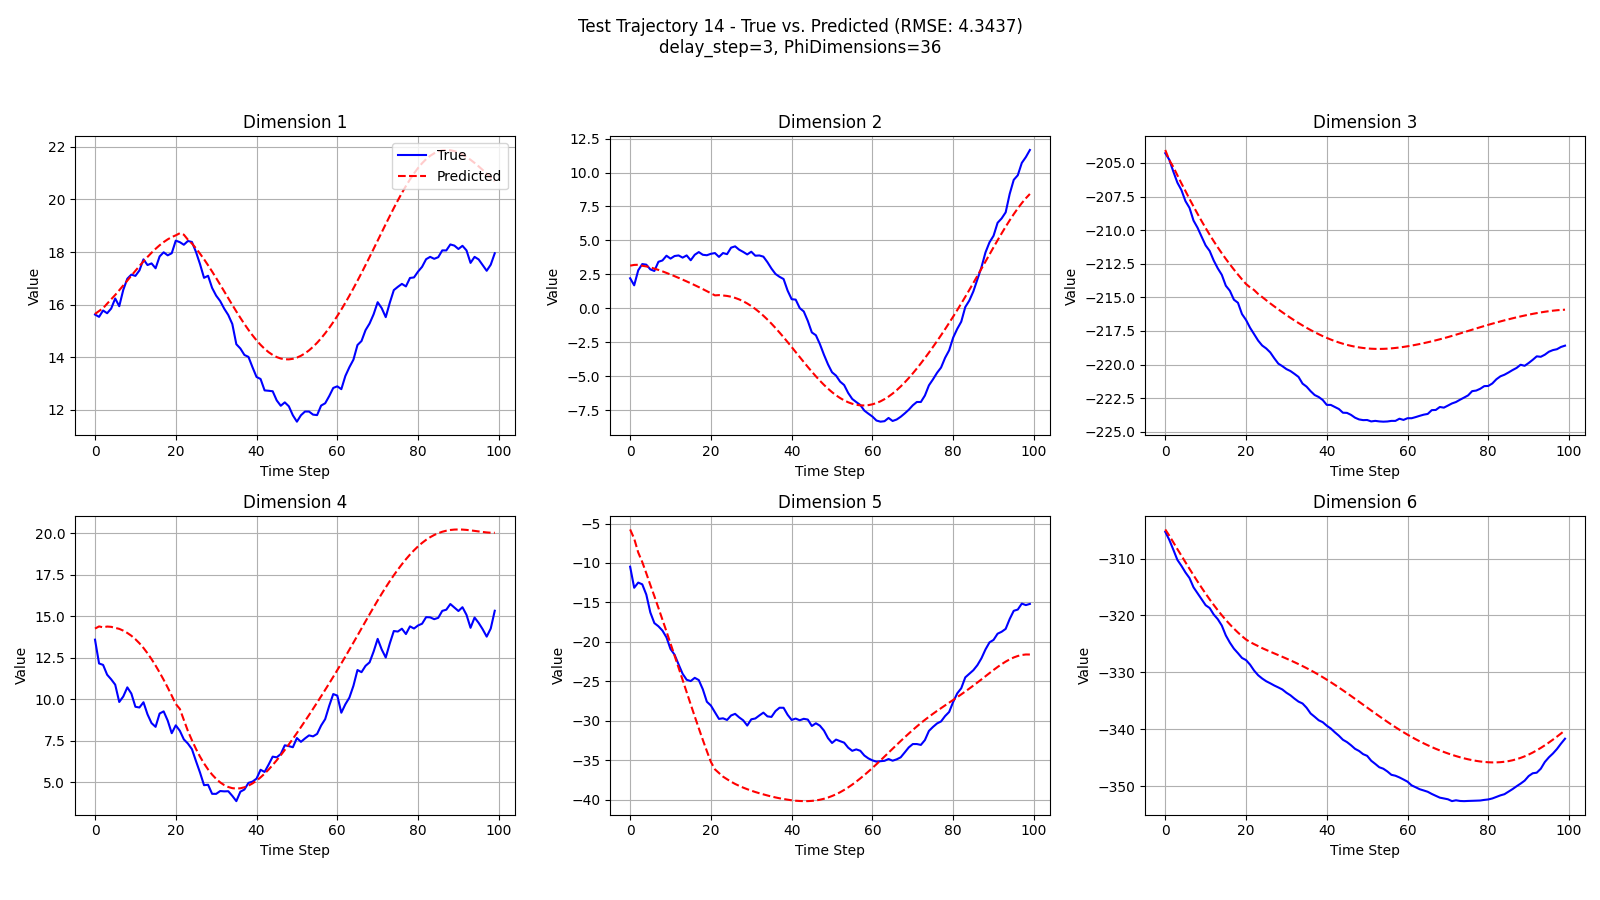 Test Trajectory 14 - True vs. Predicted (RMSE: 4.3437)
delay_step=3, PhiDimensions=36
Dimension 1
22
20
18
16
14
12
0 20 40 60 80 100
Value
Time Step
True
Predicted
Dimension 2
12.5
10.0
7.5
5.0
2.5
0.0
−2.5
−5.0
−7.5
0 20 40 60 80 100
Value
Time Step
Dimension 3
−205.0
−207.5
−210.0
−212.5
−215.0
−217.5
−220.0
−222.5
−225.0
0 20 40 60 80 100
Value
Time Step
Dimension 4
20.0
17.5
15.0
12.5
10.0
7.5
5.0
0 20 40 60 80 100
Value
Time Step
Dimension 5
−5
−10
−15
−20
−25
−30
−35
−40
0 20 40 60 80 100
Value
Time Step
Dimension 6
−310
−320
−330
−340
−350
0 20 40 60 80 100
Value
Time Step